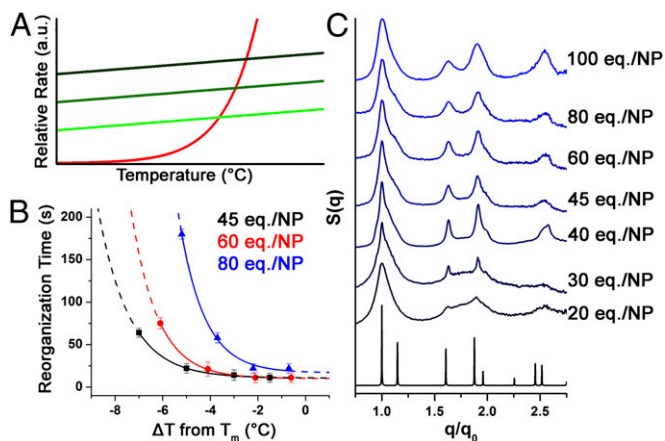 A
Relative Rate (a.u.)
Temperature (°C)
B
Reorganization Time (s)
200
150
100
50
0
45 eq./NP
60 eq./NP
80 eq./NP
-8
-6
-4
-2
0
ΔT from Tm (°C)
C
S(q)
100 eq./NP
80 eq./NP
60 eq./NP
45 eq./NP
40 eq./NP
30 eq./NP
20 eq./NP
1.0
1.5
2.0
2.5
q/q0